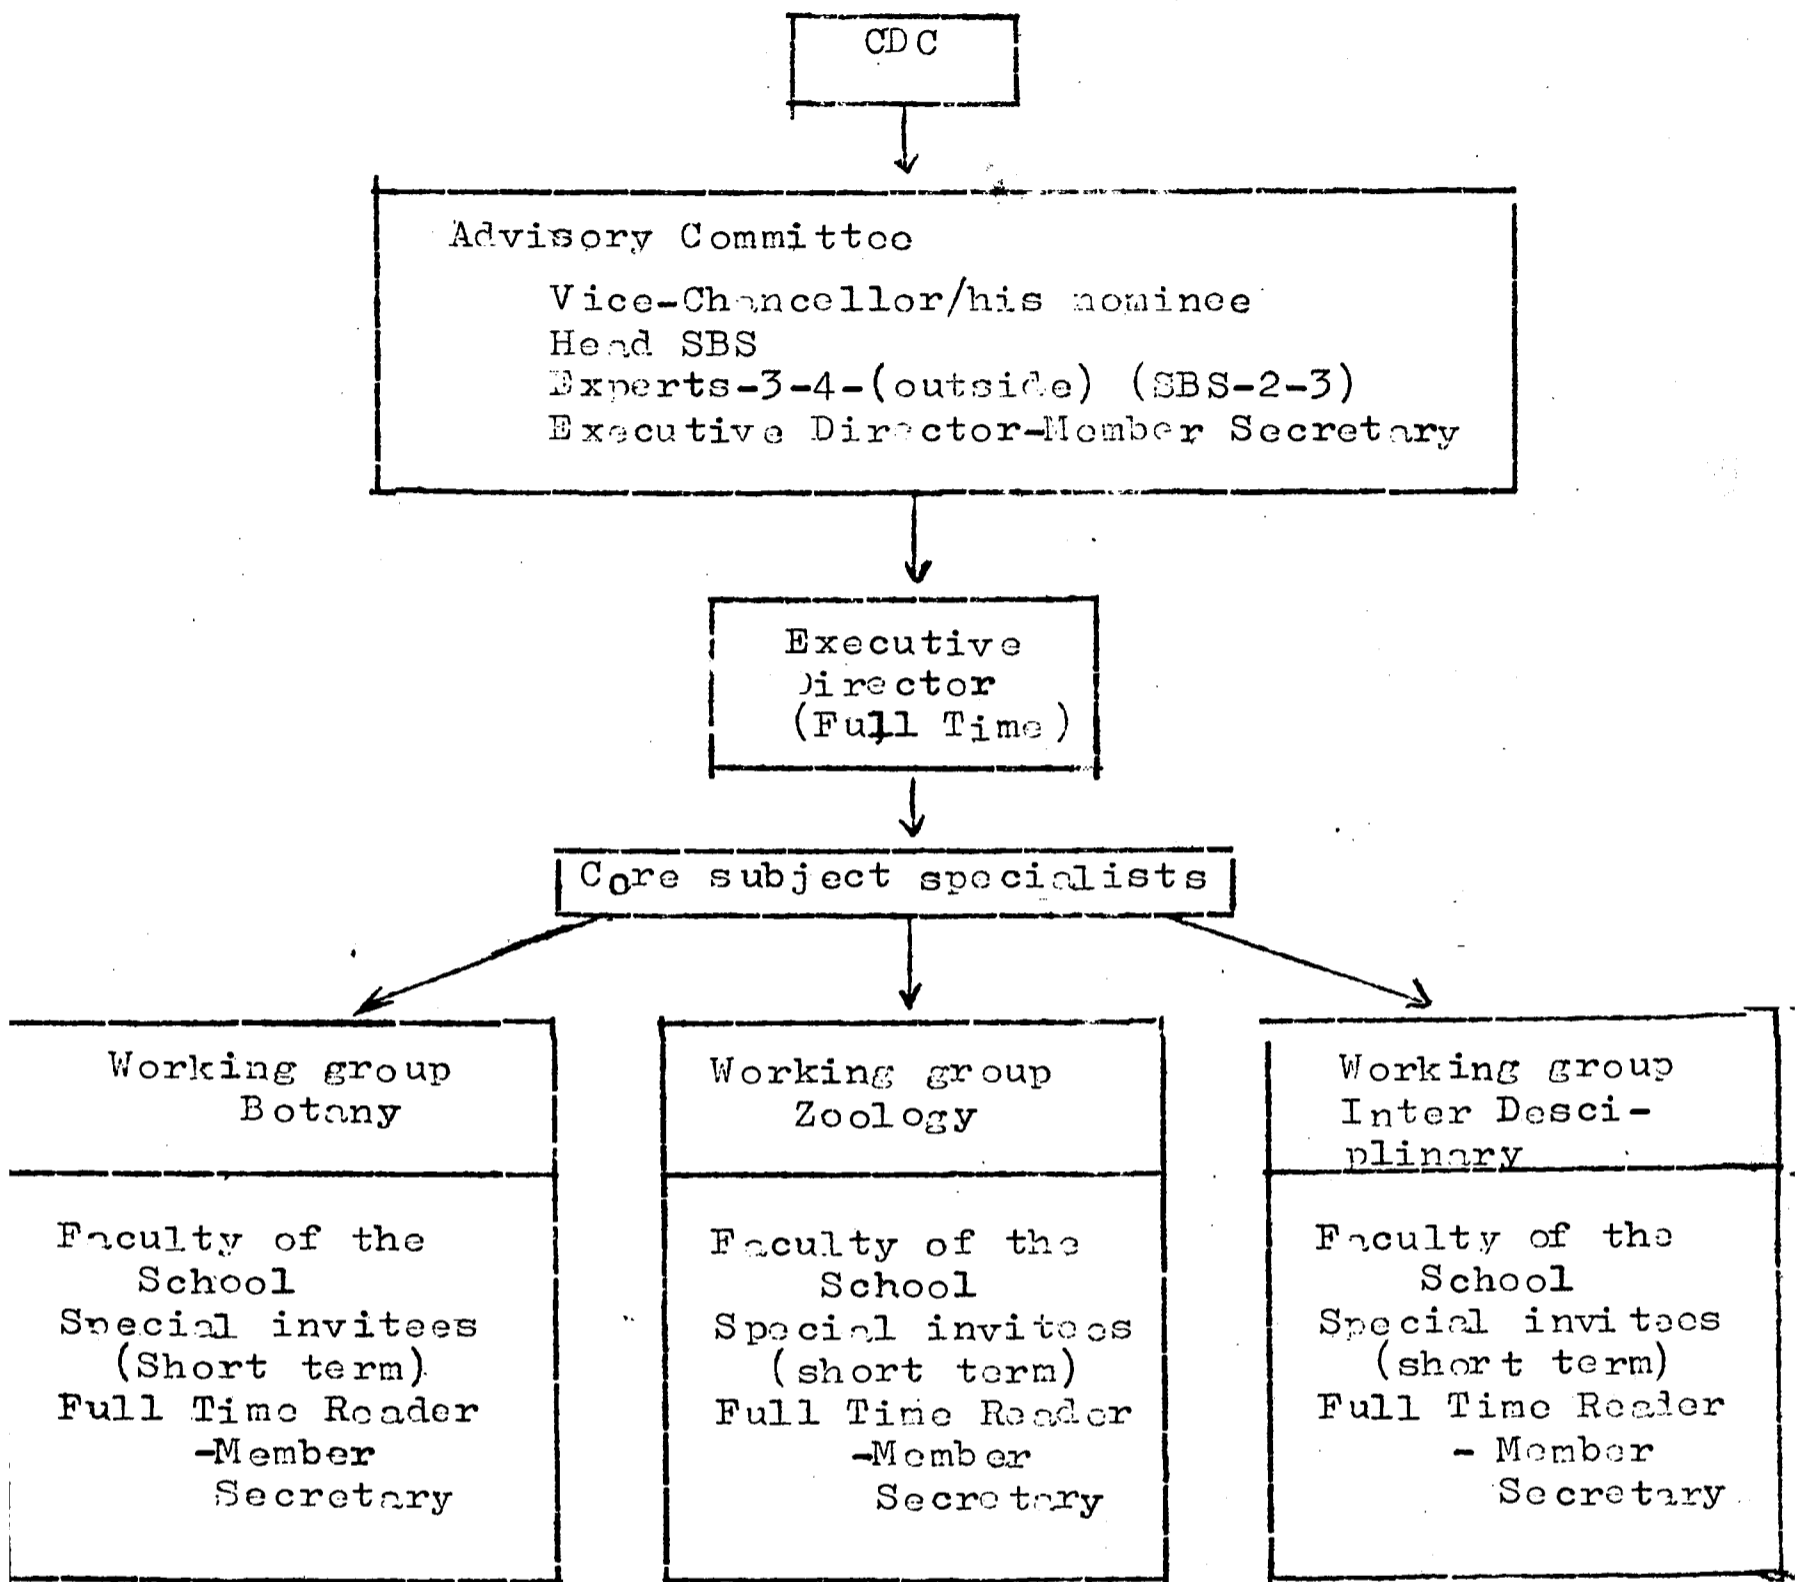 CDC
Advisory Committee
Vice-Chancellor/his nominee
Head SBS
Experts-3-4-(outside) (SBS-2-3)
Executive Director-Member Secretary
Executive
Director
(Full Time)
Core subject specialists
Working group
Botany
Faculty of the
School
Special invitees
(Short term)
Full Time Reader
-Member
Secretary
Working group
Zoology
Faculty of the
School
Special invitees
(short term)
Full Time Reader
-Member
Secretary
Working group
Inter Desci-
plinary
Faculty of the
School
Special invitees
(short term)
Full Time Reader
- Member
Secretary